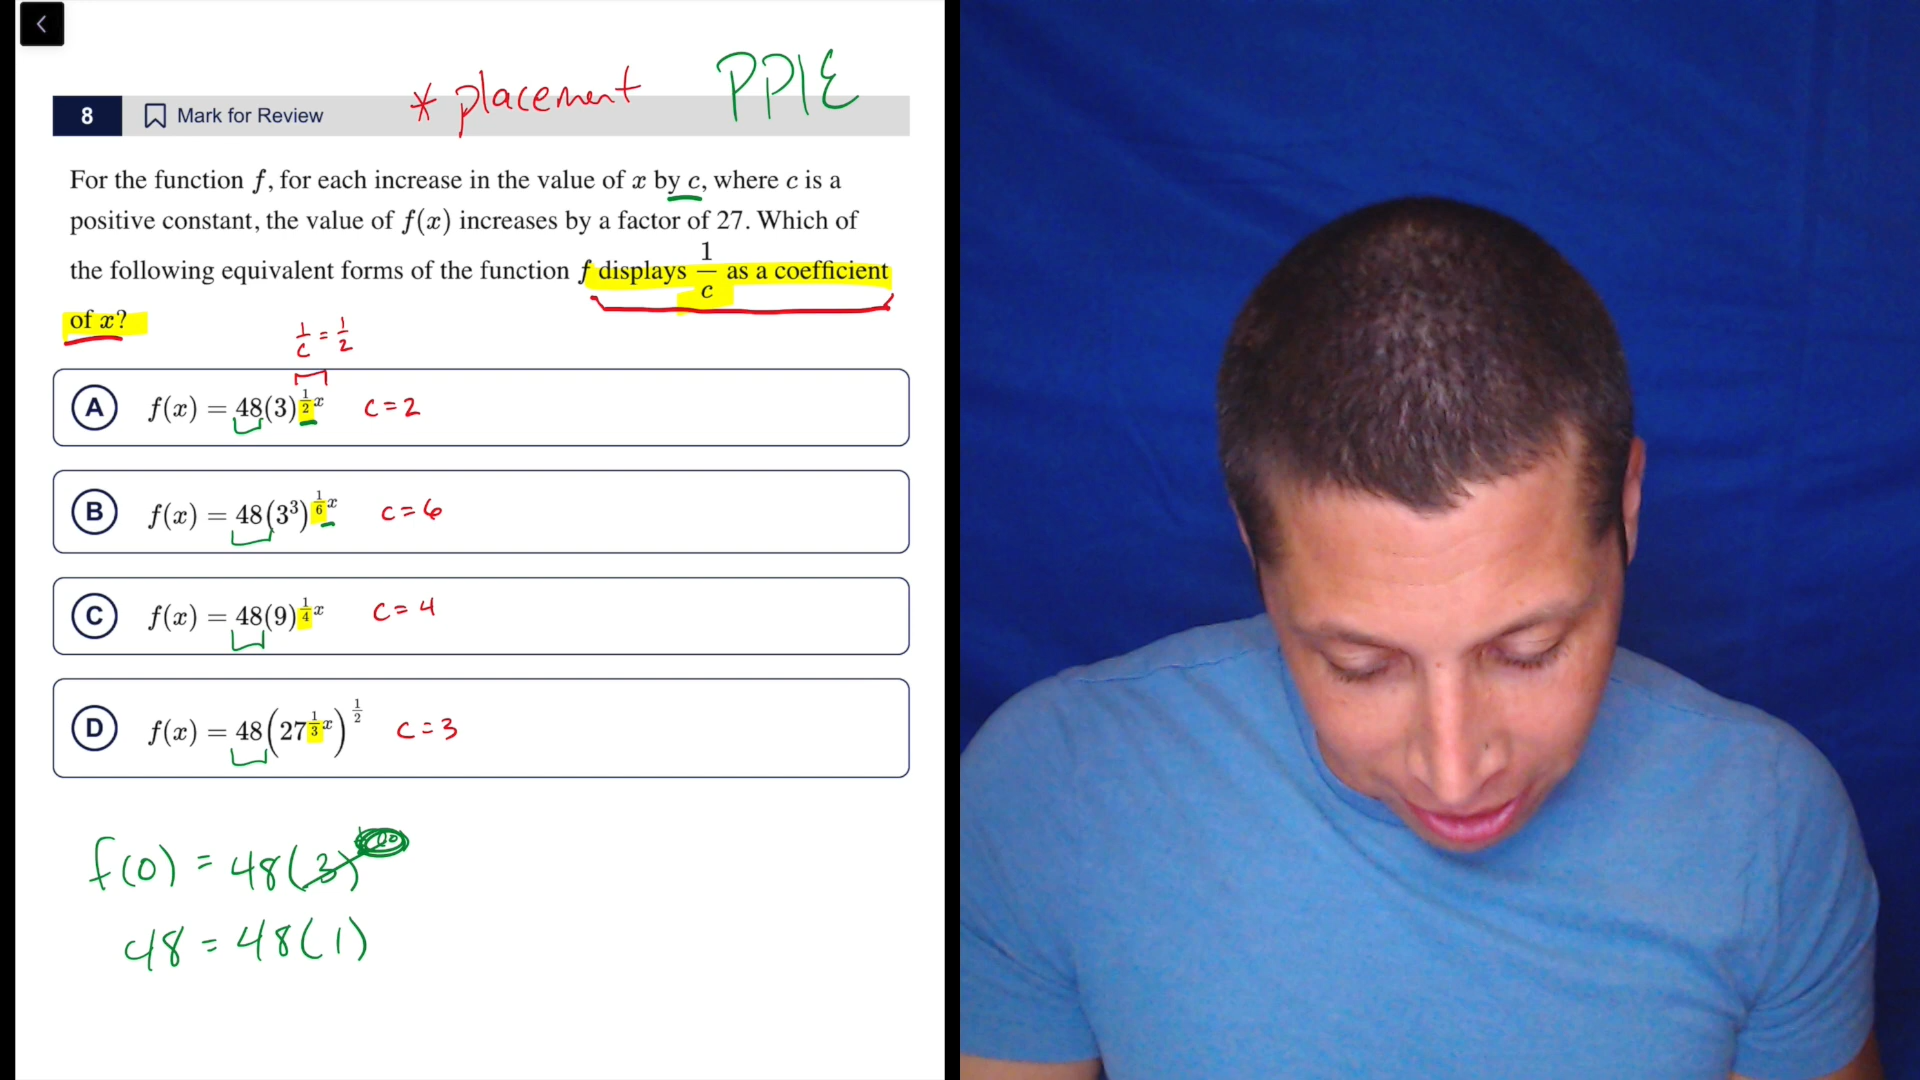 * placement PPIE
8 Mark for Review
For the function f, for each increase in the value of x by c, where c is a
positive constant, the value of f(x) increases by a factor of 27. Which of
the following equivalent forms of the function f displays 1/c as a coefficient
of x?
1/c = 1/2
A f(x) = 48(3)^{1/2 x} c = 2
B f(x) = 48(3³)^{1/6 x} c = 6
C f(x) = 48(9)^{1/4 x} c = 4
D f(x) = 48(27^{1/3 x})^{1/2} c = 3
f(0) = 48(3)
48 = 48(1)